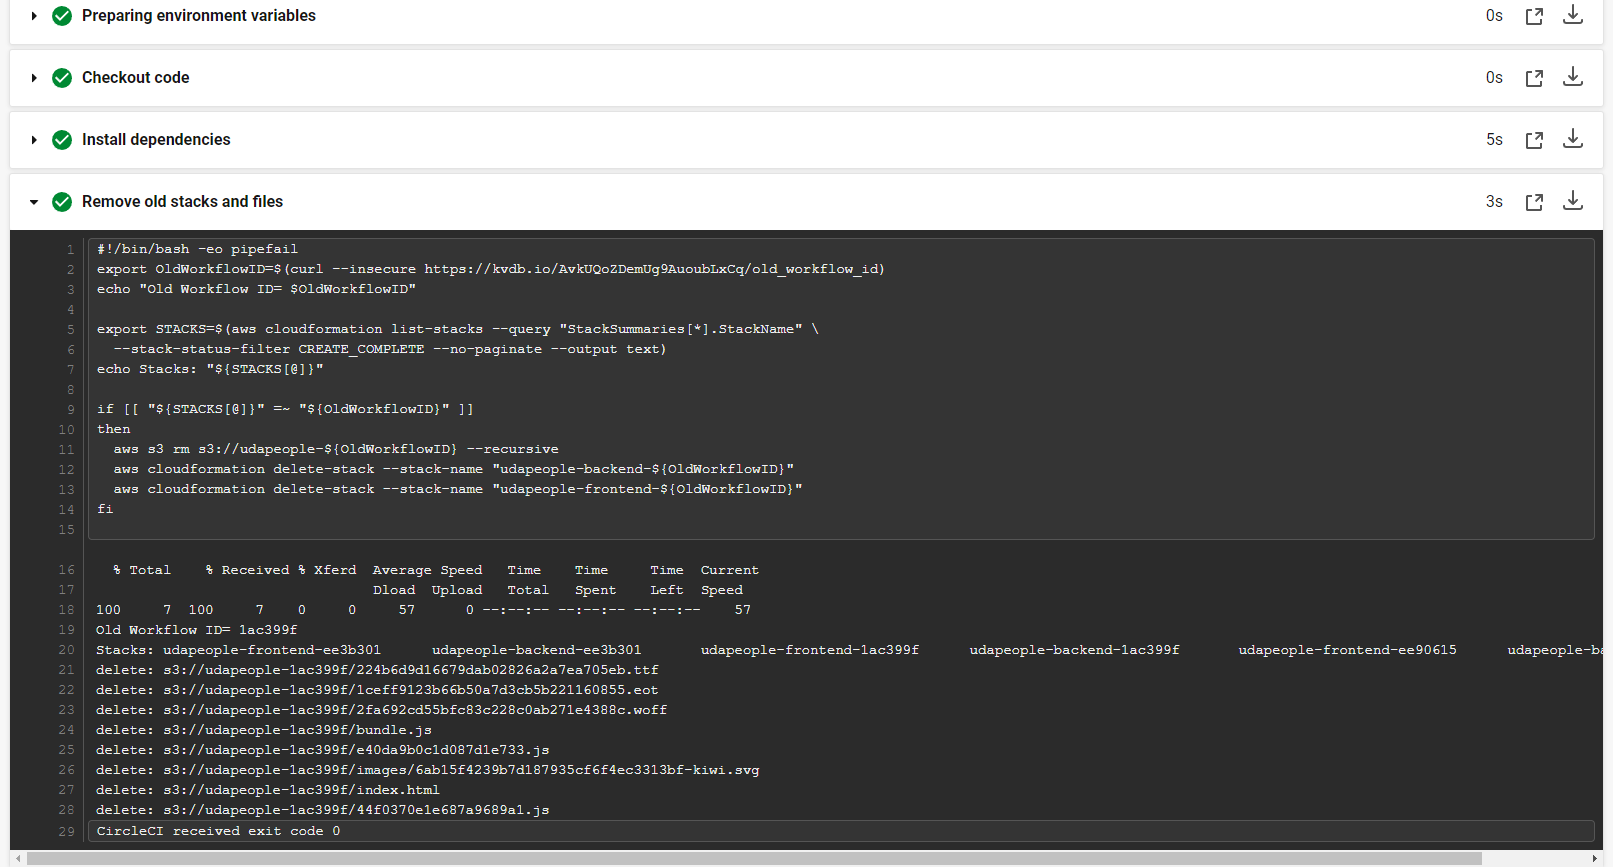 Preparing environment variables 0s
Checkout code 0s
Install dependencies 5s
Remove old stacks and files 3s
1 #!/bin/bash -eo pipefail
2 export OldWorkflowID=$(curl --insecure https://kvdb.io/AvkUQoZDemUg9AuoubLxCq/old_workflow_id)
3 echo "Old Workflow ID= $OldWorkflowID"
4
5 export STACKS=$(aws cloudformation list-stacks --query "StackSummaries[*].StackName" \
6   --stack-status-filter CREATE_COMPLETE --no-paginate --output text)
7 echo Stacks: "${STACKS[@]}"
8
9 if [[ "${STACKS[@]}" =~ "${OldWorkflowID}" ]]
10 then
11   aws s3 rm s3://udapeople-${OldWorkflowID} --recursive
12   aws cloudformation delete-stack --stack-name "udapeople-backend-${OldWorkflowID}"
13   aws cloudformation delete-stack --stack-name "udapeople-frontend-${OldWorkflowID}"
14 fi
15
16   % Total    % Received % Xferd  Average Speed   Time    Time     Time  Current
17                                  Dload  Upload   Total   Spent    Left  Speed
18 100     7  100     7    0     0     57      0 --:--:-- --:--:-- --:--:--    57
19 Old Workflow ID= 1ac399f
20 Stacks: udapeople-frontend-ee3b301 udapeople-backend-ee3b301 udapeople-frontend-1ac399f udapeople-backend-1ac399f udapeople-frontend-ee90615 udapeople-ba
21 delete: s3://udapeople-1ac399f/224b6d9d16679dab02826a2a7ea705eb.ttf
22 delete: s3://udapeople-1ac399f/1ceff9123b66b50a7d3cb5b221160855.eot
23 delete: s3://udapeople-1ac399f/2fa692cd55bfc83c228c0ab271e4388c.woff
24 delete: s3://udapeople-1ac399f/bundle.js
25 delete: s3://udapeople-1ac399f/e40da9b0c1d087d1e733.js
26 delete: s3://udapeople-1ac399f/images/6ab15f4239b7d187935cf6f4ec3313bf-kiwi.svg
27 delete: s3://udapeople-1ac399f/index.html
28 delete: s3://udapeople-1ac399f/44f0370e1e687a9689a1.js
29 CircleCI received exit code 0